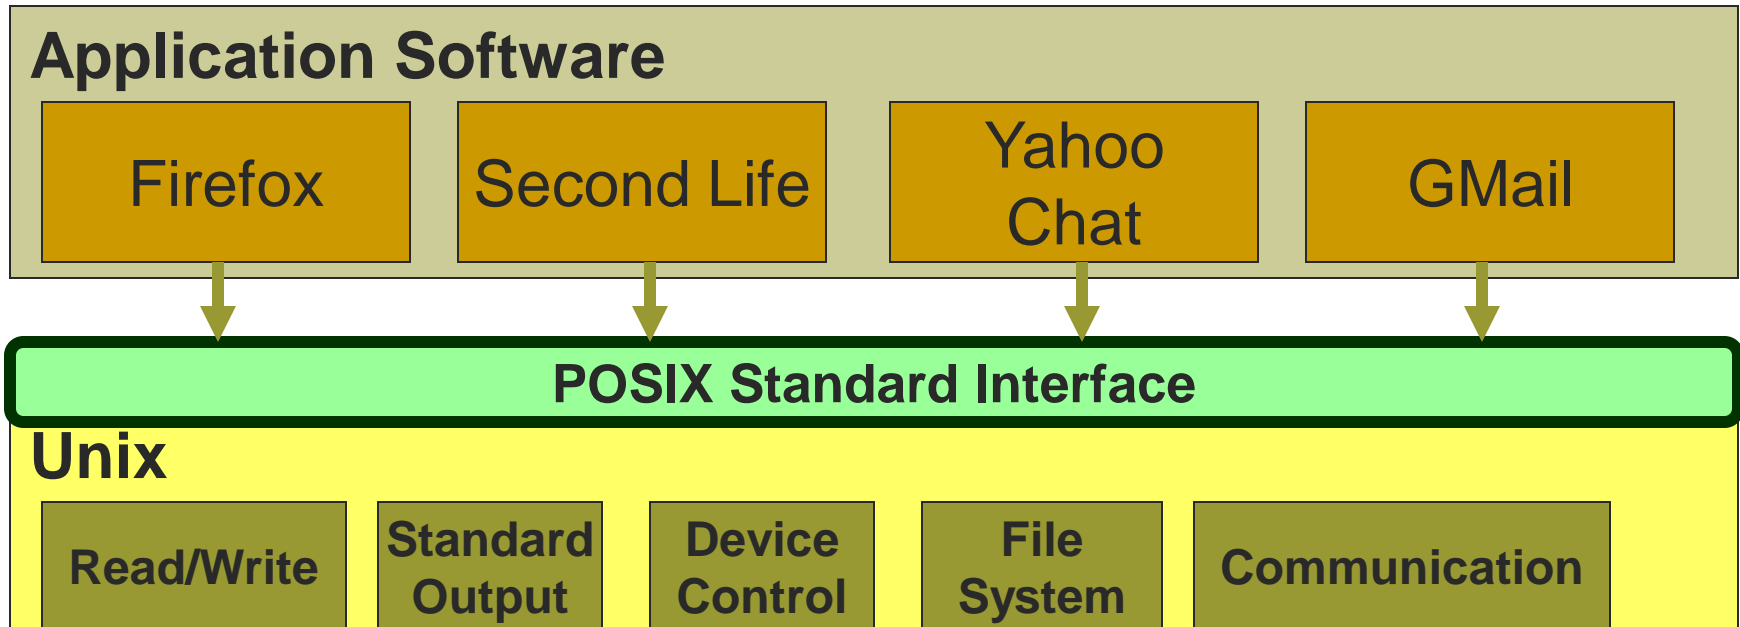 Application Software
Firefox
Second Life
Yahoo
Chat
GMail
POSIX Standard Interface
Unix
Read/Write
Standard
Output
Device
Control
File
System
Communication